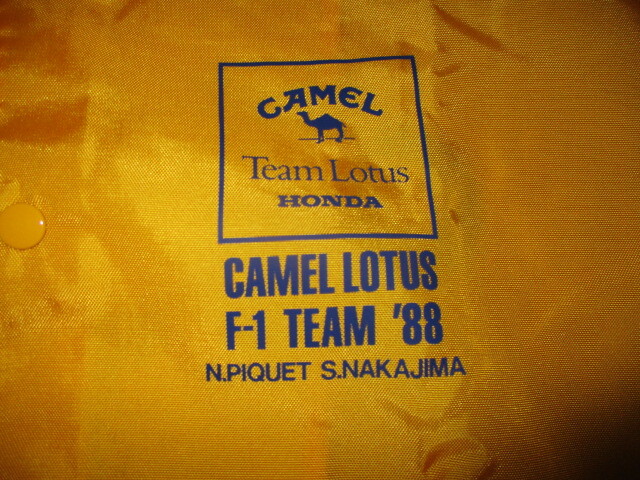 CAMEL
Team Lotus
HONDA
CAMEL LOTUS
F-1 TEAM '88
N.PIQUET S.NAKAJIMA